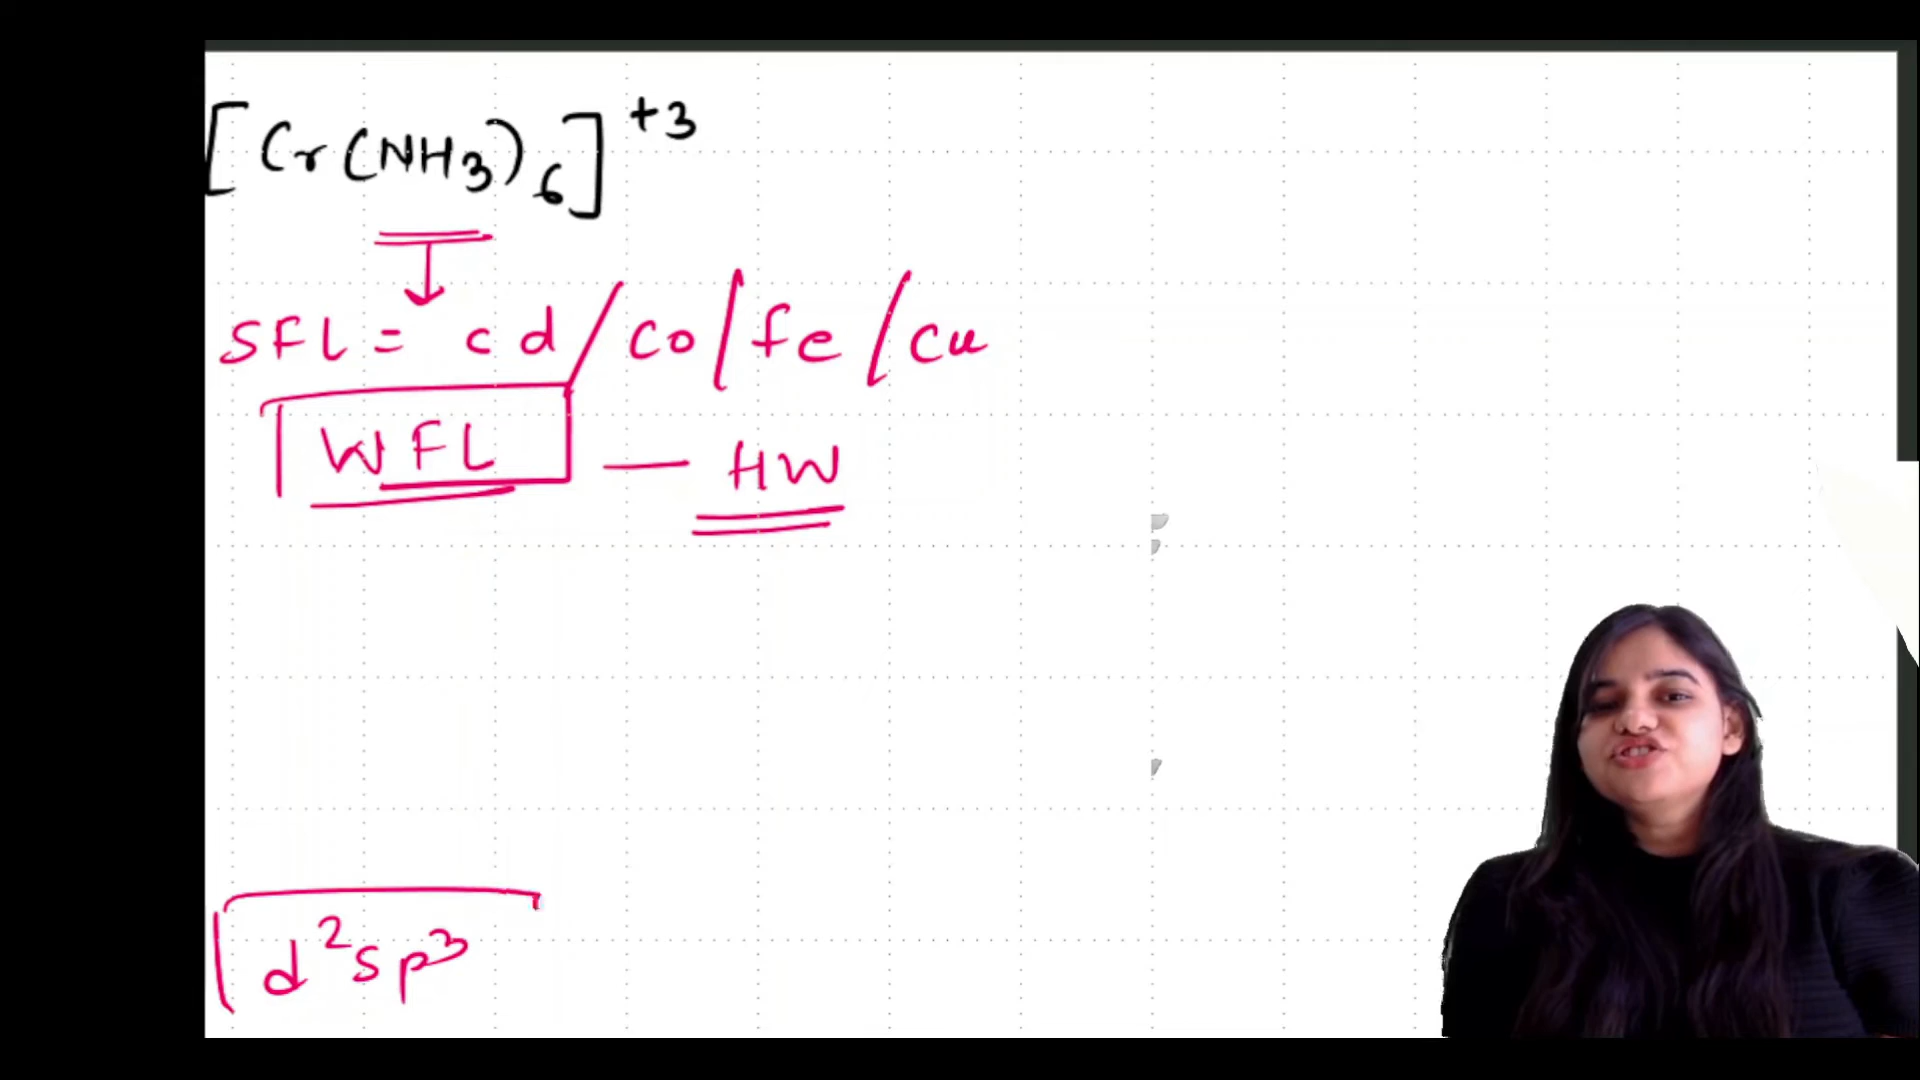 [Cr(NH3)6]+3
SFL = cd/co/fe/cu
WFL — HW
d2sp3